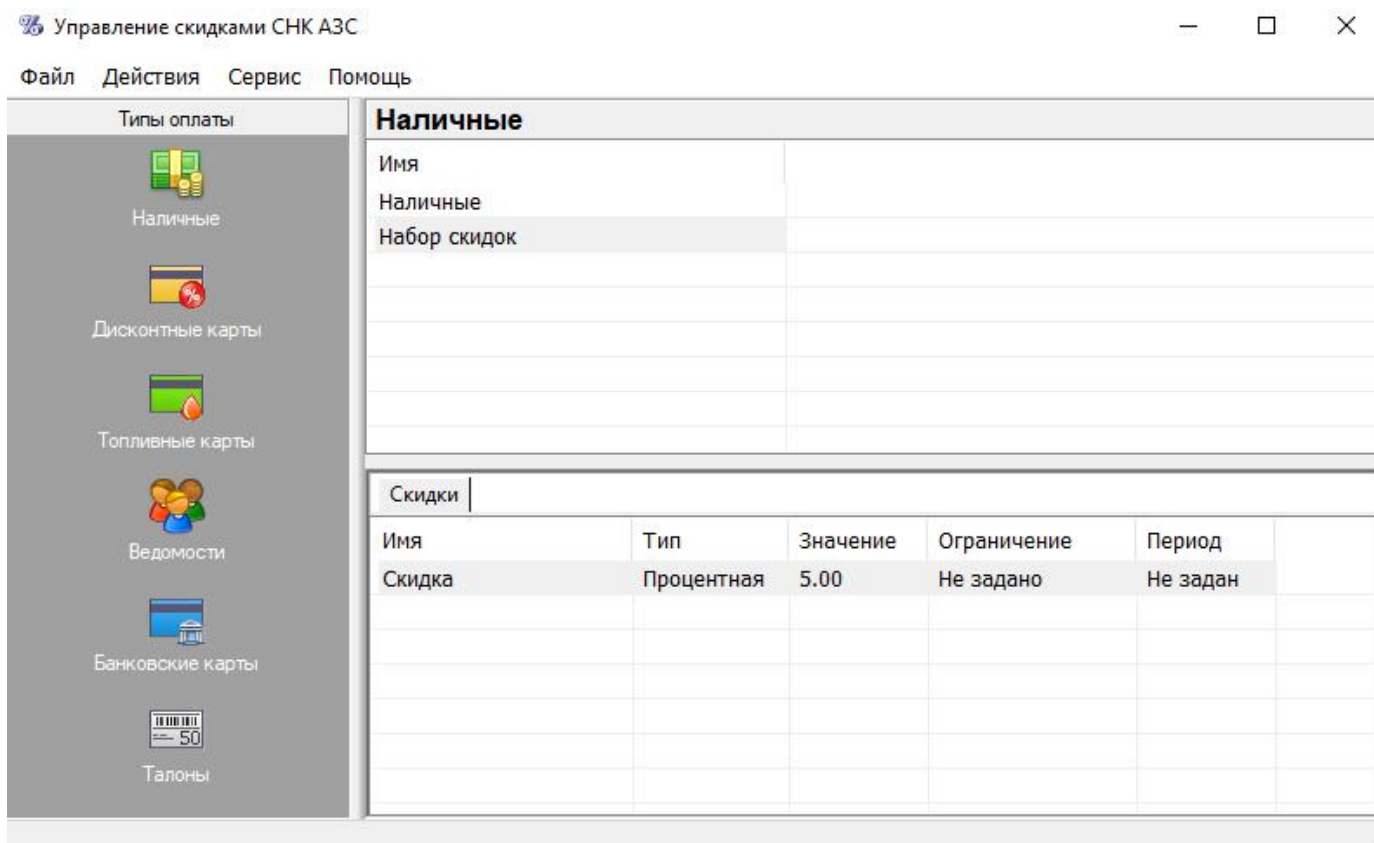 Управление скидками СНК АЗС
Файл Действия Сервис Помощь
Типы оплаты
Наличные
Дисконтные карты
Топливные карты
Ведомости
Банковские карты
50
Талоны
Наличные
Имя
Наличные
Набор скидок
Скидки
Имя Тип Значение Ограничение Период
Скидка Процентная 5.00 Не задано Не задан